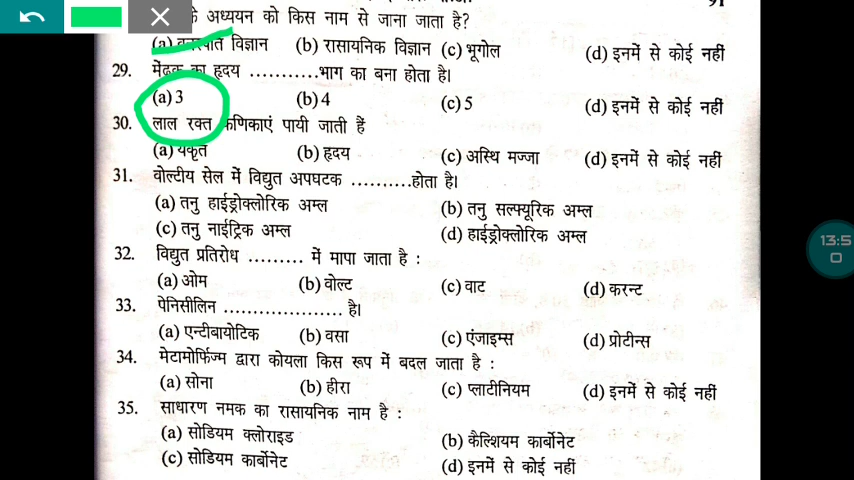 91
के अध्ययन को किस नाम से जाना जाता है?
(a) वनस्पति विज्ञान (b) रासायनिक विज्ञान (c) भूगोल (d) इनमें से कोई नहीं
29. मेंढ़क का हृदय ...........भाग का बना होता है।
(a) 3 (b) 4 (c) 5 (d) इनमें से कोई नहीं
30. लाल रक्त कणिकाएं पायी जाती हैं
(a) यकृत (b) हृदय (c) अस्थि मज्जा (d) इनमें से कोई नहीं
31. वोल्टीय सेल में विद्युत अपघटक ..........होता है।
(a) तनु हाईड्रोक्लोरिक अम्ल (b) तनु सल्फ्यूरिक अम्ल
(c) तनु नाईट्रिक अम्ल (d) हाईड्रोक्लोरिक अम्ल
32. विद्युत प्रतिरोध ......... में मापा जाता है :
(a) ओम (b) वोल्ट (c) वाट (d) करन्ट
33. पेनिसीलिन .................... है।
(a) एन्टीबायोटिक (b) वसा (c) एंजाइम्स (d) प्रोटीन्स
34. मेटामोर्फिज्म द्वारा कोयला किस रूप में बदल जाता है :
(a) सोना (b) हीरा (c) प्लाटीनियम (d) इनमें से कोई नहीं
35. साधारण नमक का रासायनिक नाम है :
(a) सोडियम क्लोराइड (b) कैल्शियम कार्बोनेट
(c) सोडियम कार्बोनेट (d) इनमें से कोई नहीं
13:5
0